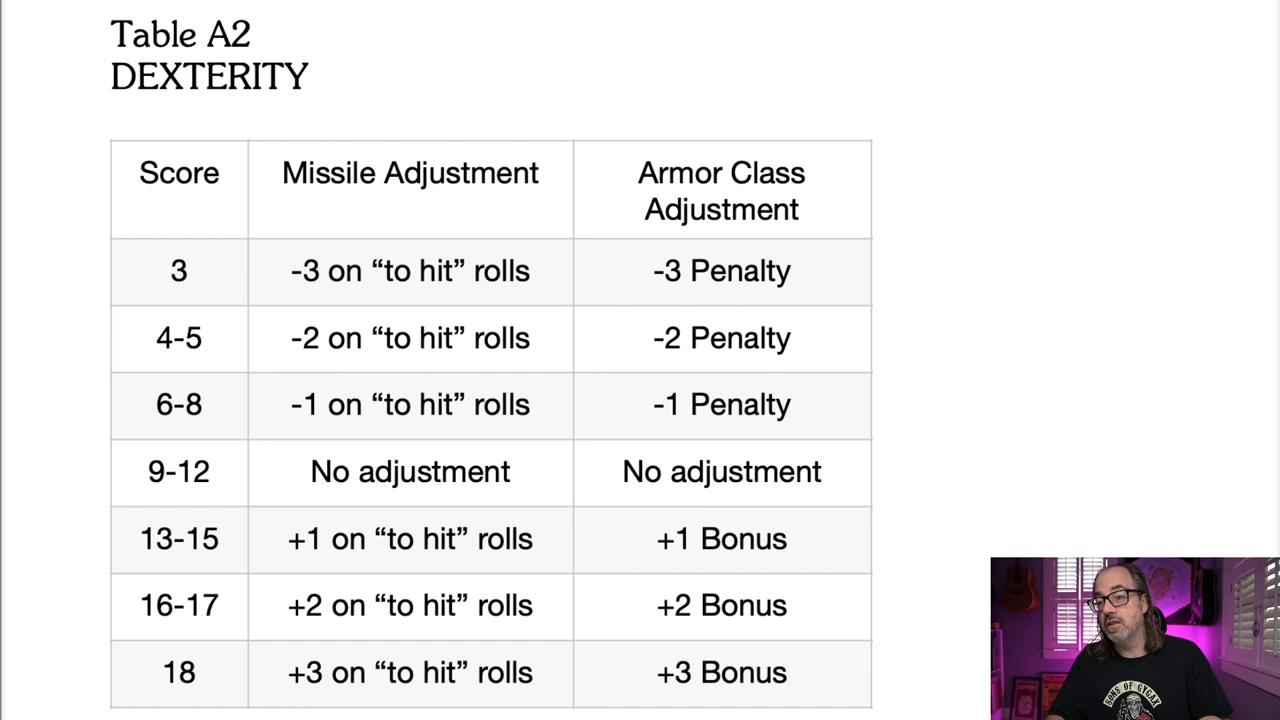 Table A2
DEXTERITY
Score Missile Adjustment Armor Class
Adjustment
3 -3 on “to hit” rolls -3 Penalty
4-5 -2 on “to hit” rolls -2 Penalty
6-8 -1 on “to hit” rolls -1 Penalty
9-12 No adjustment No adjustment
13-15 +1 on “to hit” rolls +1 Bonus
16-17 +2 on “to hit” rolls +2 Bonus
18 +3 on “to hit” rolls +3 Bonus
SONS OF GYGAX